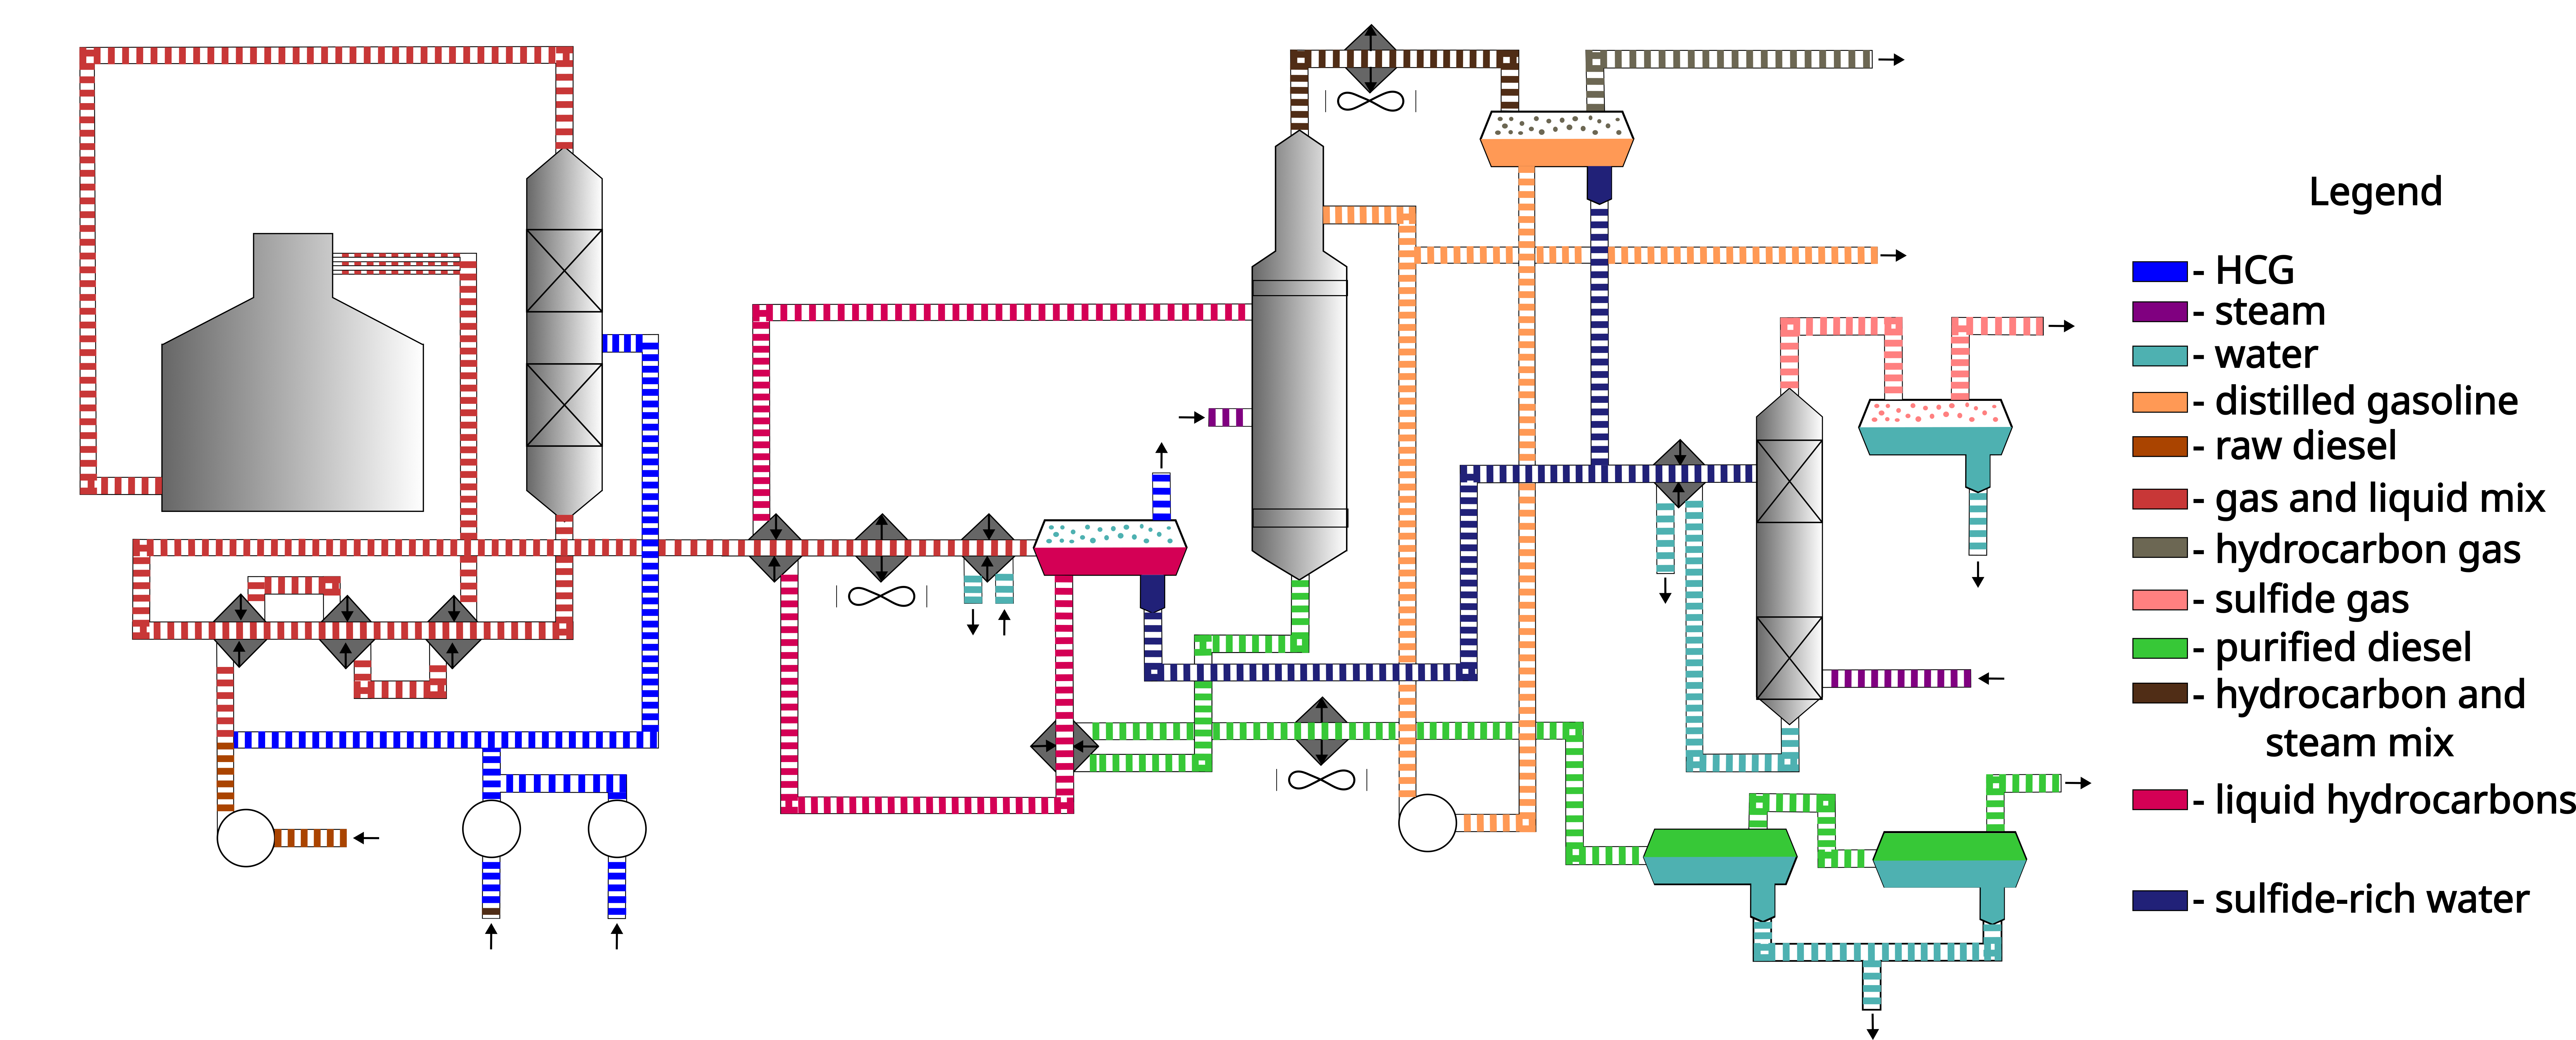 Legend
- HCG
- steam
- water
- distilled gasoline
- raw diesel
- gas and liquid mix
- hydrocarbon gas
- sulfide gas
- purified diesel
- hydrocarbon and
steam mix
- liquid hydrocarbons
- sulfide-rich water